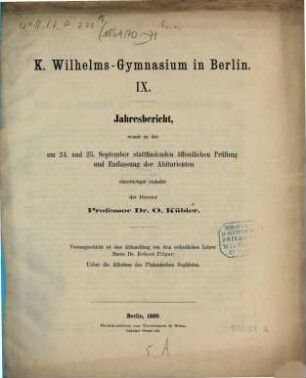 K. Wilhelms-Gymnasium in Berlin.
IX.
Jahresbericht,
womit zu der
am 24. und 25. September stattfindenden öffentlichen Prüfung
und Entlassung der Abiturienten
ehrerbietigst einladet
der Director
Professor Dr. O. Kübler.
Vorausgeschickt ist eine Abhandlung von dem ordentlichen Lehrer
Herrn Dr. Robert Pilger:
Ueber die Athetese des Platonischen Sophistes.
Berlin, 1869.
5 A